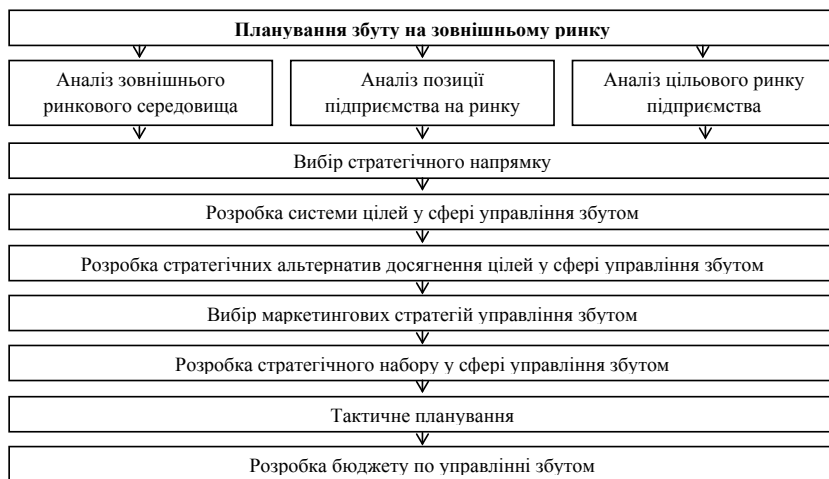 Планування збуту на зовнішньому ринку
Аналіз зовнішнього
ринкового середовища
Аналіз позиції
підприємства на ринку
Аналіз цільового ринку
підприємства
Вибір стратегічного напрямку
Розробка системи цілей у сфері управління збутом
Розробка стратегічних альтернатив досягнення цілей у сфері управління збутом
Вибір маркетингових стратегій управління збутом
Розробка стратегічного набору у сфері управління збутом
Тактичне планування
Розробка бюджету по управлінні збутом